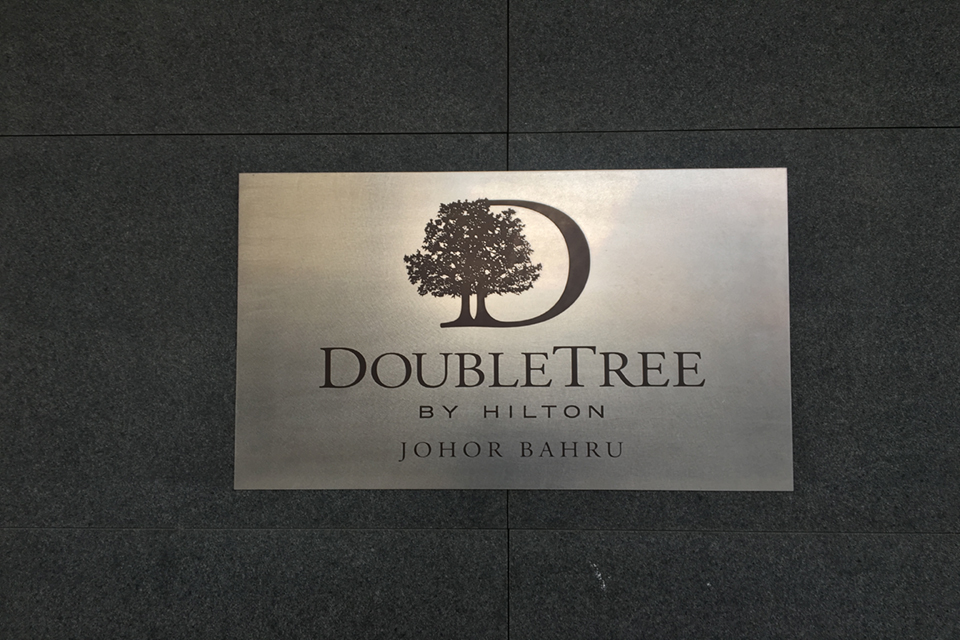 D
DOUBLETREE
BY HILTON
JOHOR BAHRU